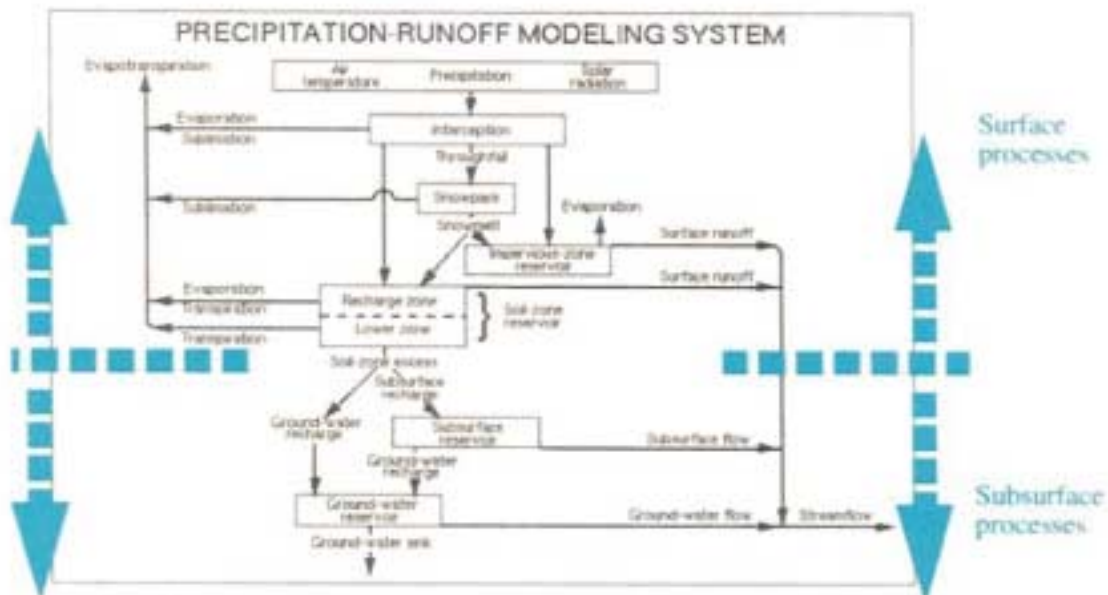 PRECIPITATION-RUNOFF MODELING SYSTEM
Evapotranspiration
Air
temperature
Precipitation
Solar
radiation
Evaporation
Sublimation
Interception
Throughfall
Surface
processes
Sublimation
Snowpack
Evaporation
Snowmelt
Surface runoff
Impervious-zone
reservoir
Surface runoff
Evaporation
Transpiration
Recharge zone
Soil-zone
reservoir
Transpiration
Lower zone
Soil-zone excess
Subsurface
recharge
Ground-water
recharge
Subsurface
reservoir
Subsurface flow
Ground-water
recharge
Ground-water
reservoir
Ground-water flow
Streamflow
Ground-water sink
Subsurface
processes